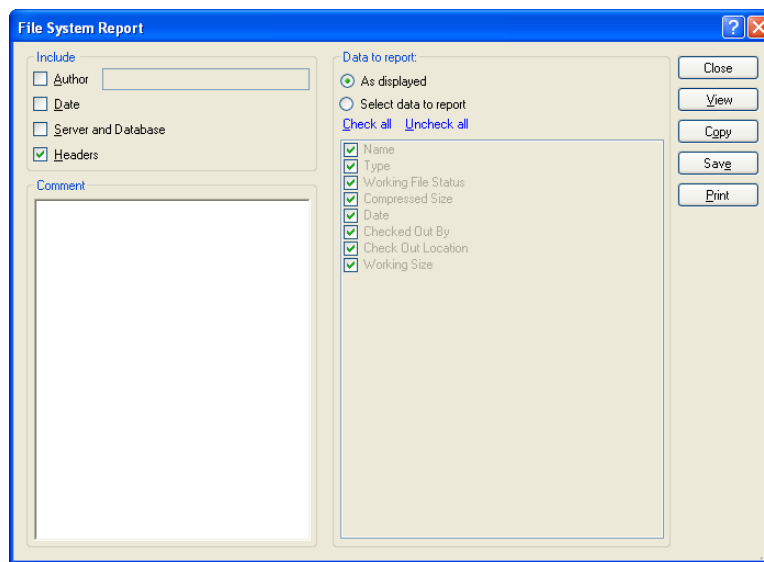 File System Report
Include
Author
Date
Server and Database
Headers
Comment
Data to report:
As displayed
Select data to report
Check all Uncheck all
Name
Type
Working File Status
Compressed Size
Date
Checked Out By
Check Out Location
Working Size
Close
View
Copy
Save
Print